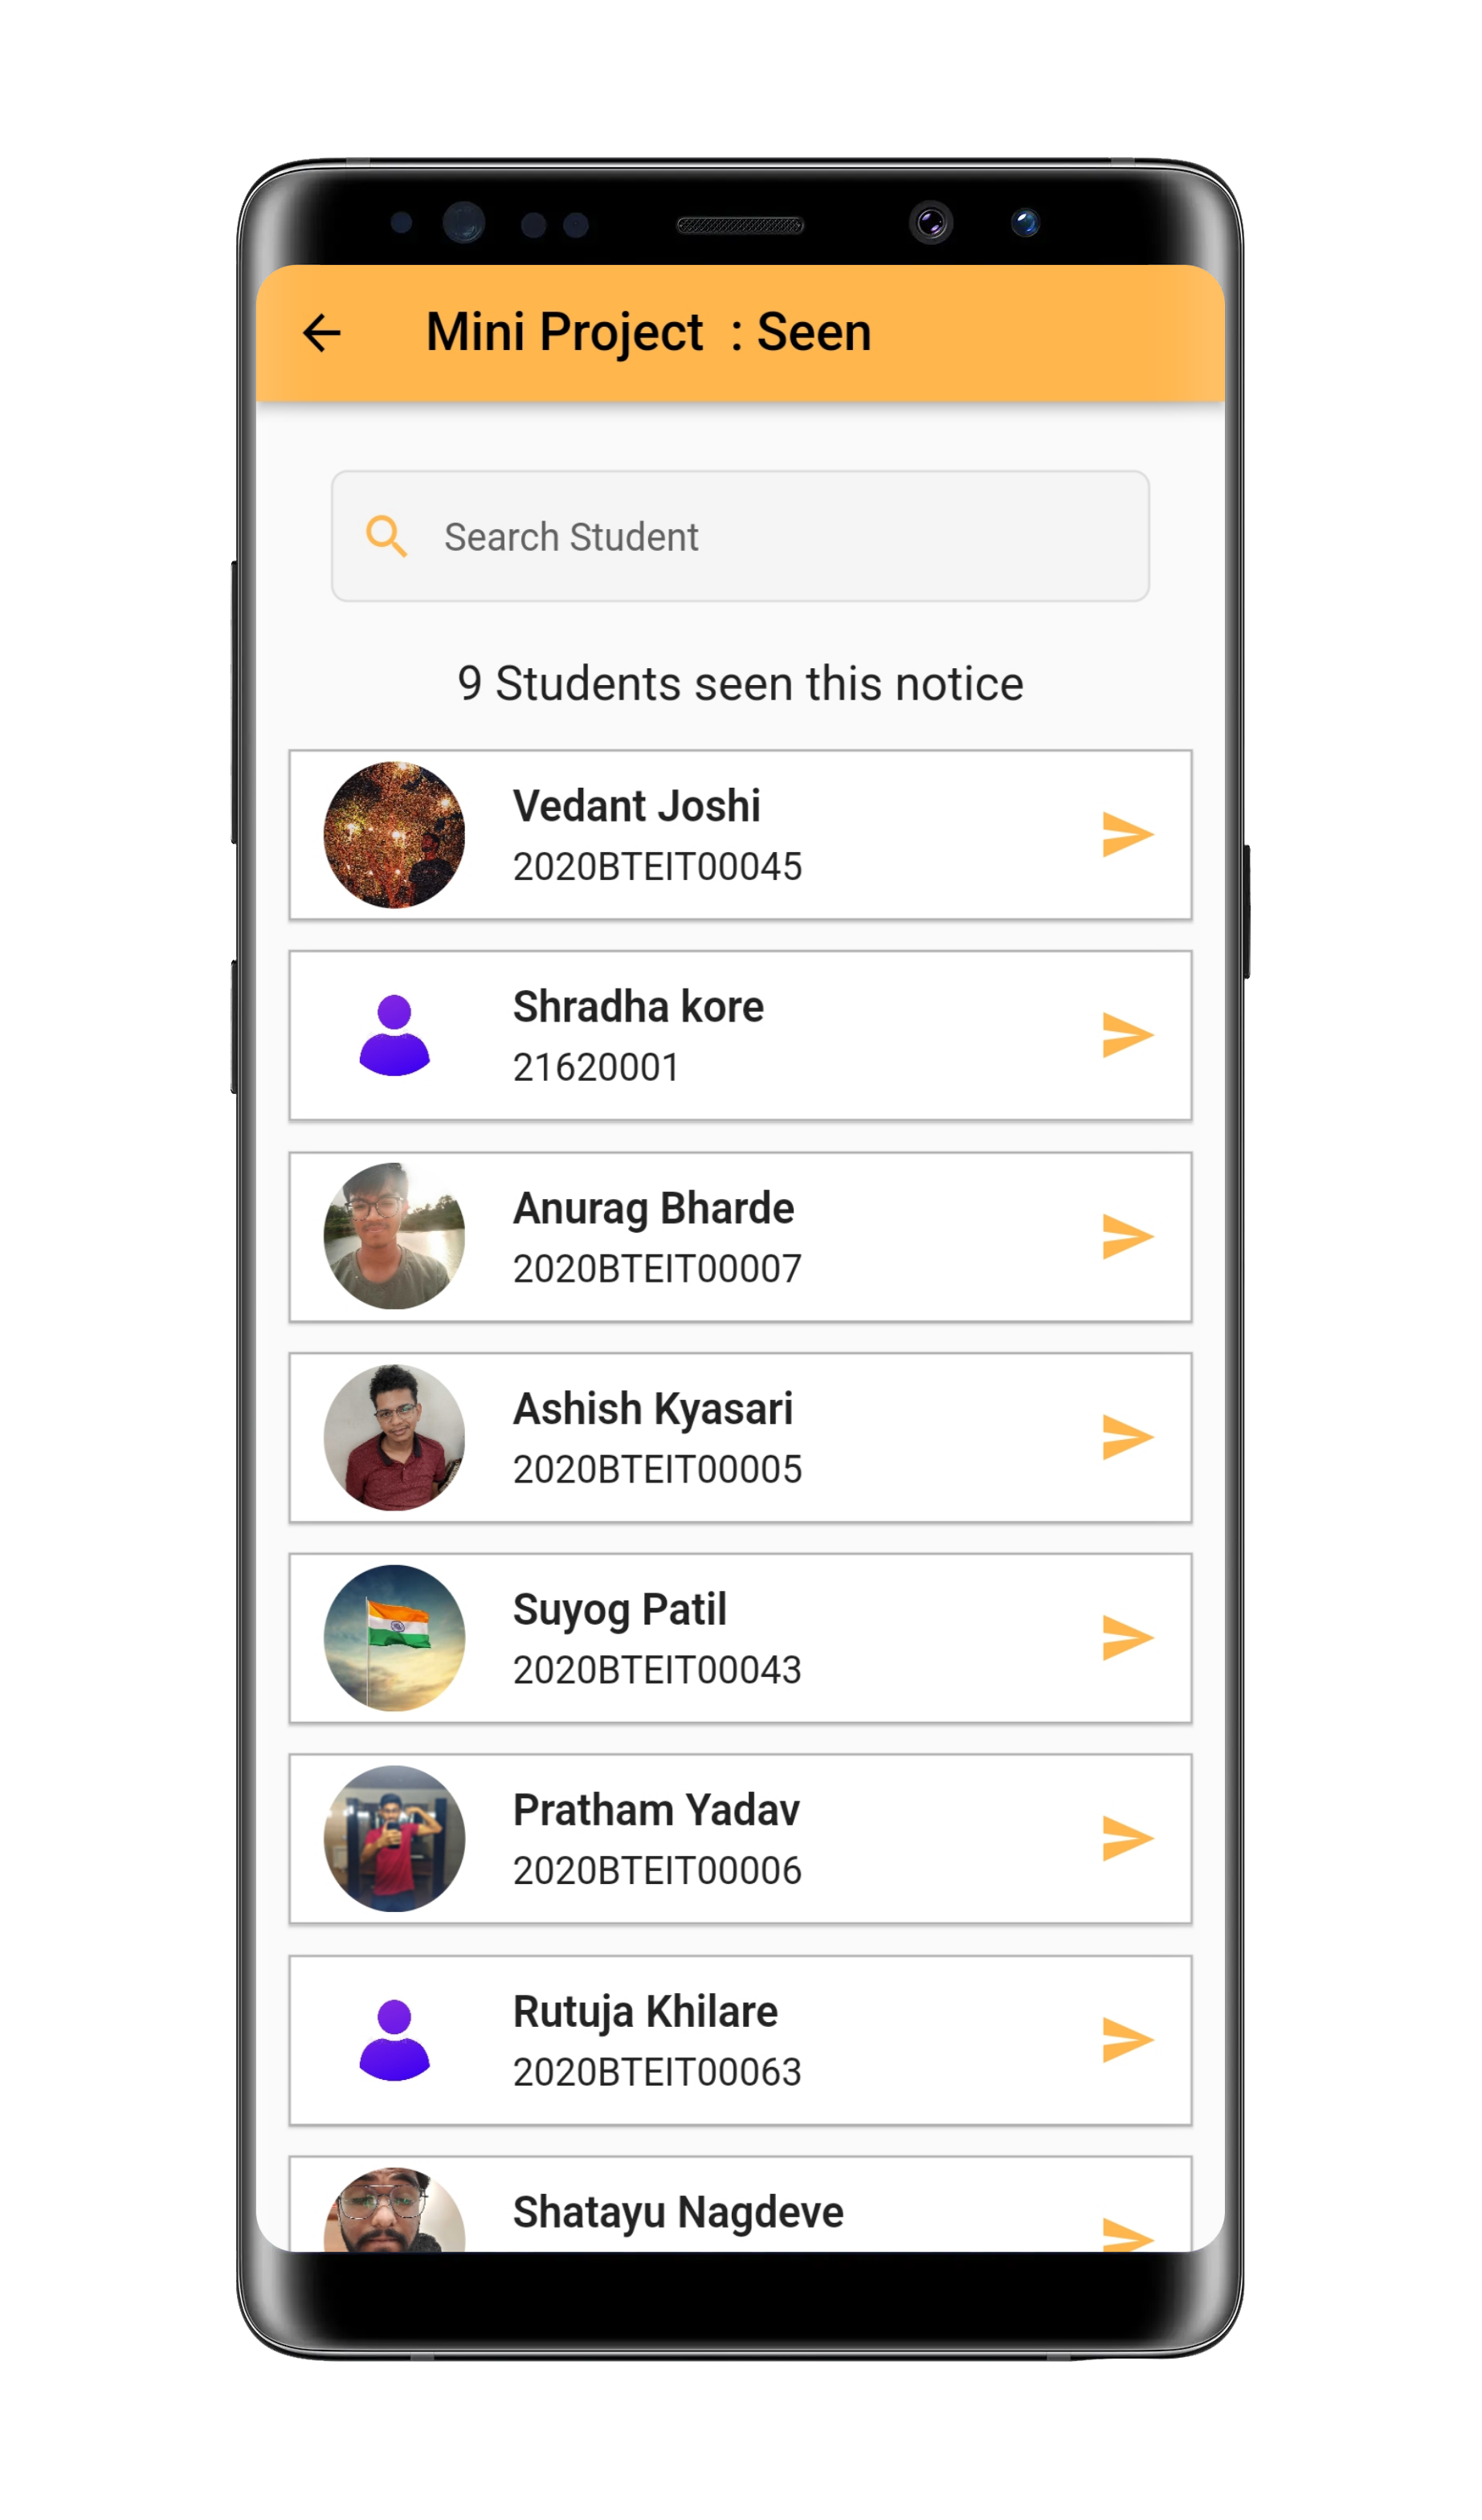 Mini Project : Seen
Search Student
9 Students seen this notice
Vedant Joshi
2020BTEIT00045
Shradha kore
21620001
Anurag Bharde
2020BTEIT00007
Ashish Kyasari
2020BTEIT00005
Suyog Patil
2020BTEIT00043
Pratham Yadav
2020BTEIT00006
Rutuja Khilare
2020BTEIT00063
Shatayu Nagdeve